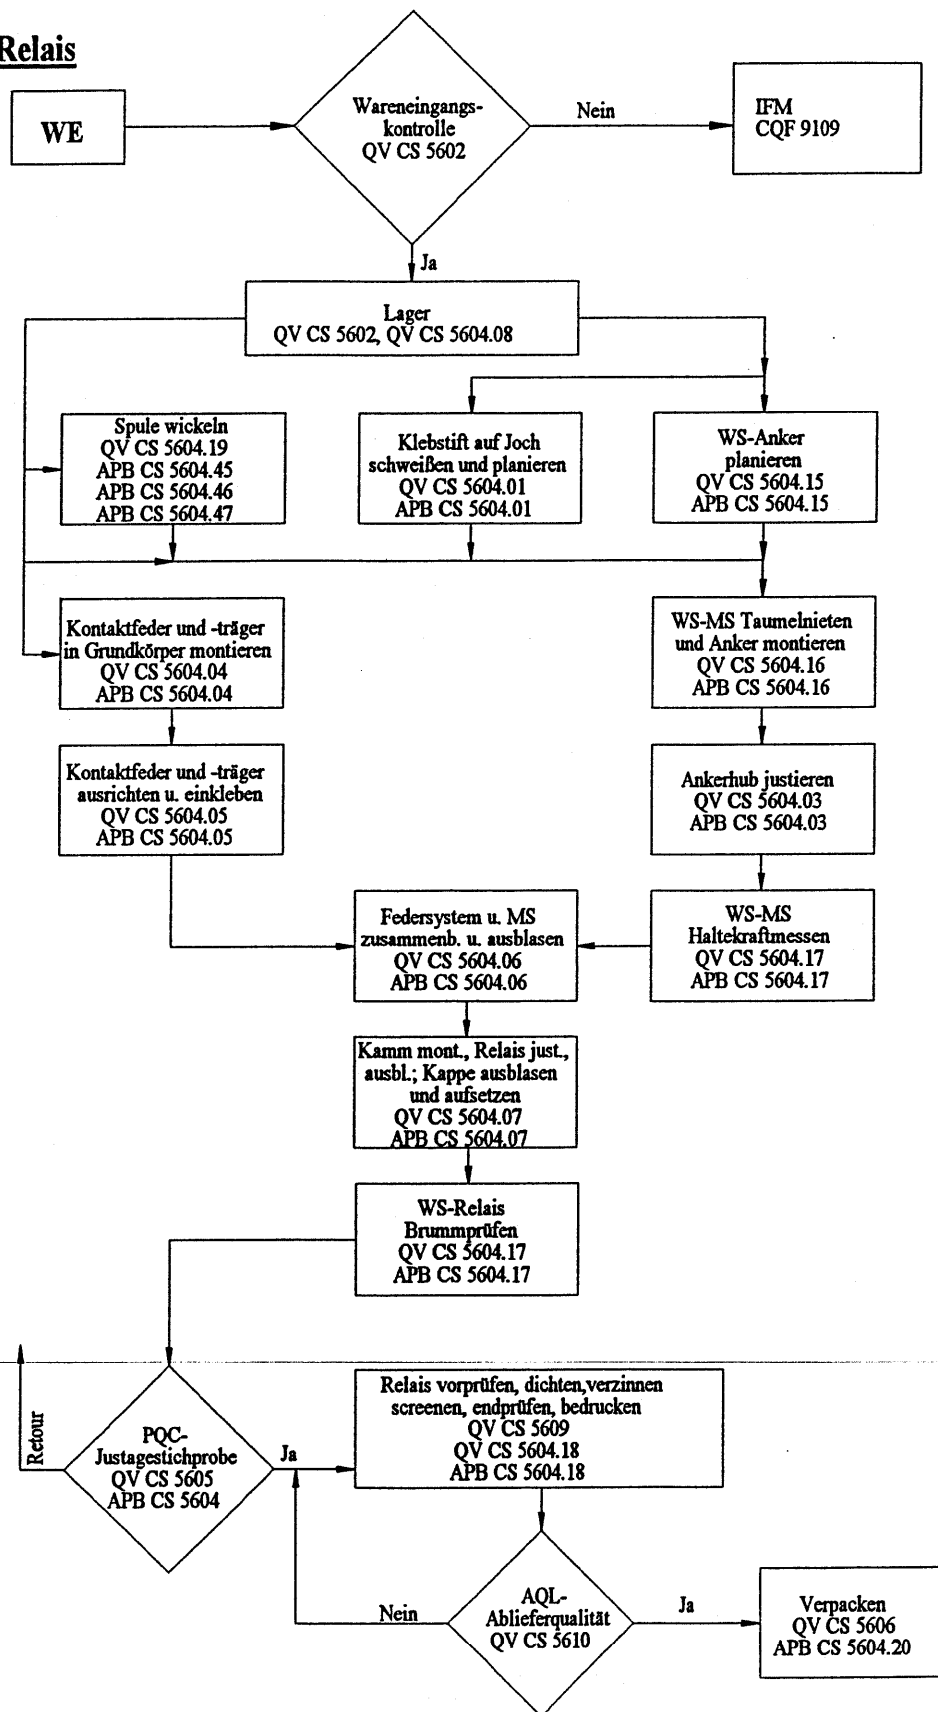 Relais
WE
Wareneingangs-
kontrolle
QV CS 5602
Nein
IFM
CQF 9109
Ja
Lager
QV CS 5602, QV CS 5604.08
Spule wickeln
QV CS 5604.19
APB CS 5604.45
APB CS 5604.46
APB CS 5604.47
Klebstift auf Joch
schweißen und planieren
QV CS 5604.01
APB CS 5604.01
WS-Anker
planieren
QV CS 5604.15
APB CS 5604.15
Kontaktfeder und -träger
in Grundkörper montieren
QV CS 5604.04
APB CS 5604.04
WS-MS Taumelnieten
und Anker montieren
QV CS 5604.16
APB CS 5604.16
Kontaktfeder und -träger
ausrichten u. einkleben
QV CS 5604.05
APB CS 5604.05
Ankerhub justieren
QV CS 5604.03
APB CS 5604.03
Federsystem u. MS
zusammenb. u. ausblasen
QV CS 5604.06
APB CS 5604.06
WS-MS
Haltekraftmessen
QV CS 5604.17
APB CS 5604.17
Kamm mont., Relais just.,
ausbl.; Kappe ausblasen
und aufsetzen
QV CS 5604.07
APB CS 5604.07
WS-Relais
Brummprüfen
QV CS 5604.17
APB CS 5604.17
Retour
PQC-
Justagestichprobe
QV CS 5605
APB CS 5604
Ja
Relais vorprüfen, dichten,verzinnen
screenen, endprüfen, bedrucken
QV CS 5609
QV CS 5604.18
APB CS 5604.18
Nein
AQL-
Ablieferqualität
QV CS 5610
Ja
Verpacken
QV CS 5606
APB CS 5604.20